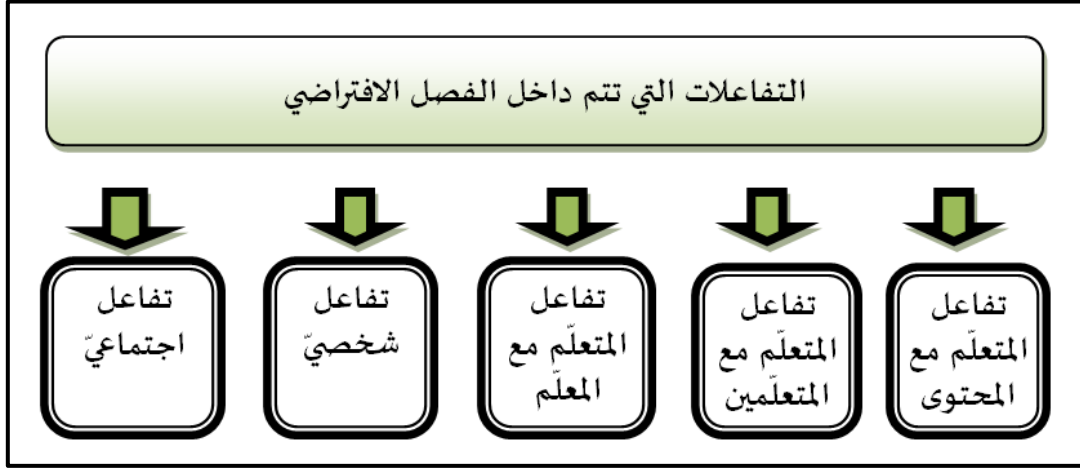 التفاعلات التي تتم داخل الفصل الافتراضي
تفاعل
المتعلّم مع
المحتوى
تفاعل
المتعلّم مع
المتعلّمين
تفاعل
المتعلّم مع
المعلّم
تفاعل
شخصيّ
تفاعل
اجتماعيّ